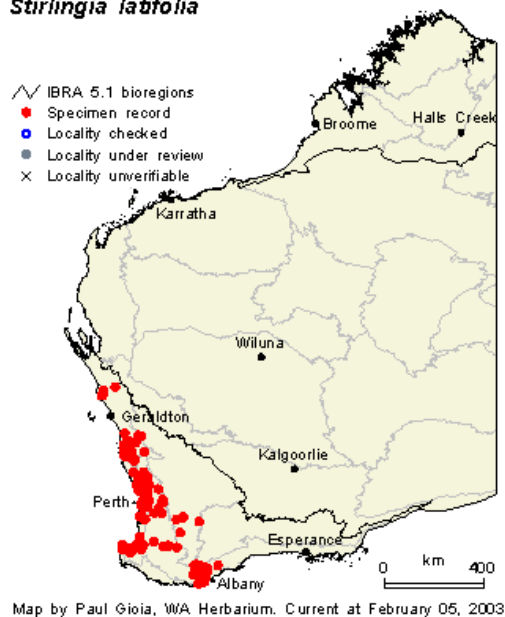 Stirlingia latifolia
IBRA 5.1 bioregions
Specimen record
Locality checked
Locality under review
Locality unverifiable
Broome
Halls Creek
Karratha
Wiluna
Geraldton
Kalgoorlie
Perth
Esperance
Albany
km
0 400
Map by Paul Gioia, WA Herbarium. Current at February 05, 2003